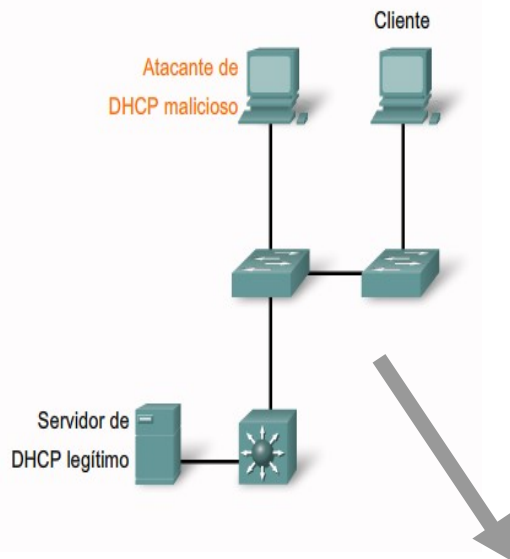 Cliente
Atacante de
DHCP malicioso
Servidor de
DHCP legítimo